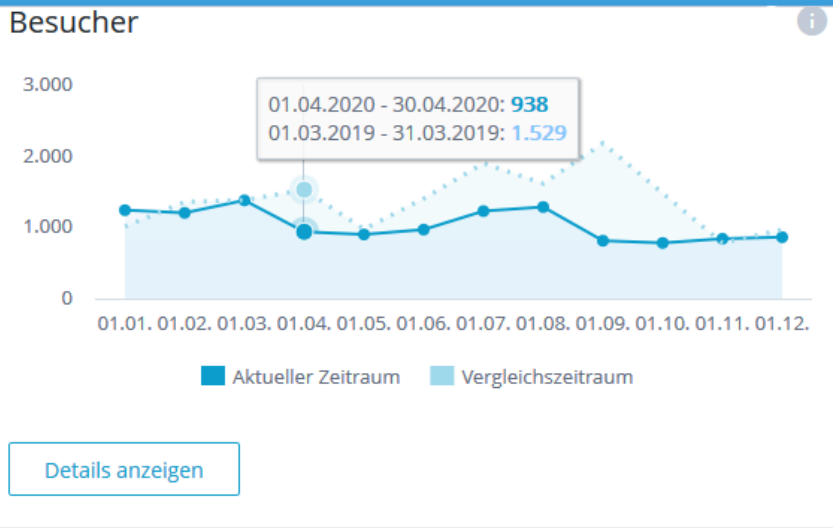 Besucher
i
3.000
01.04.2020 - 30.04.2020: 938
01.03.2019 - 31.03.2019: 1.529
2.000
1.000
0
01.01. 01.02. 01.03. 01.04. 01.05. 01.06. 01.07. 01.08. 01.09. 01.10. 01.11. 01.12.
Aktueller Zeitraum Vergleichszeitraum
Details anzeigen